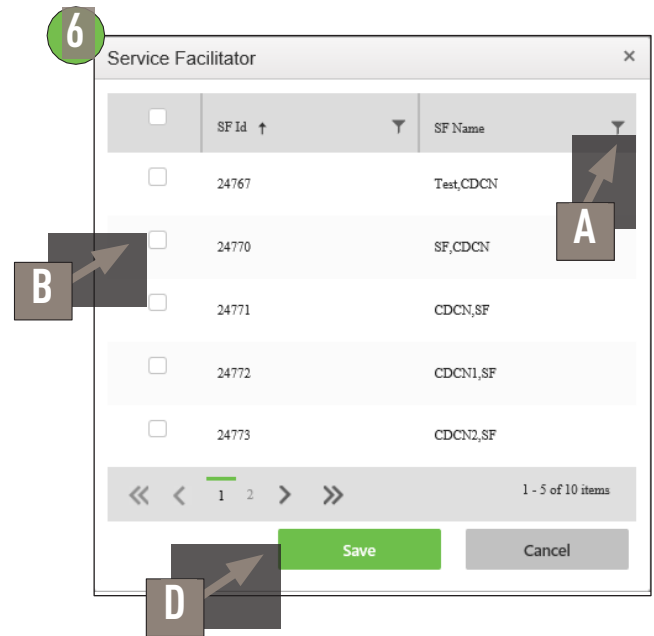 6
Service Facilitator ×
SF Id ↑ SF Name
24767 Test,CDCN
A
24770 SF,CDCN
B
24771 CDCN,SF
24772 CDCN1,SF
24773 CDCN2,SF
1 2 1 - 5 of 10 items
Save Cancel
D